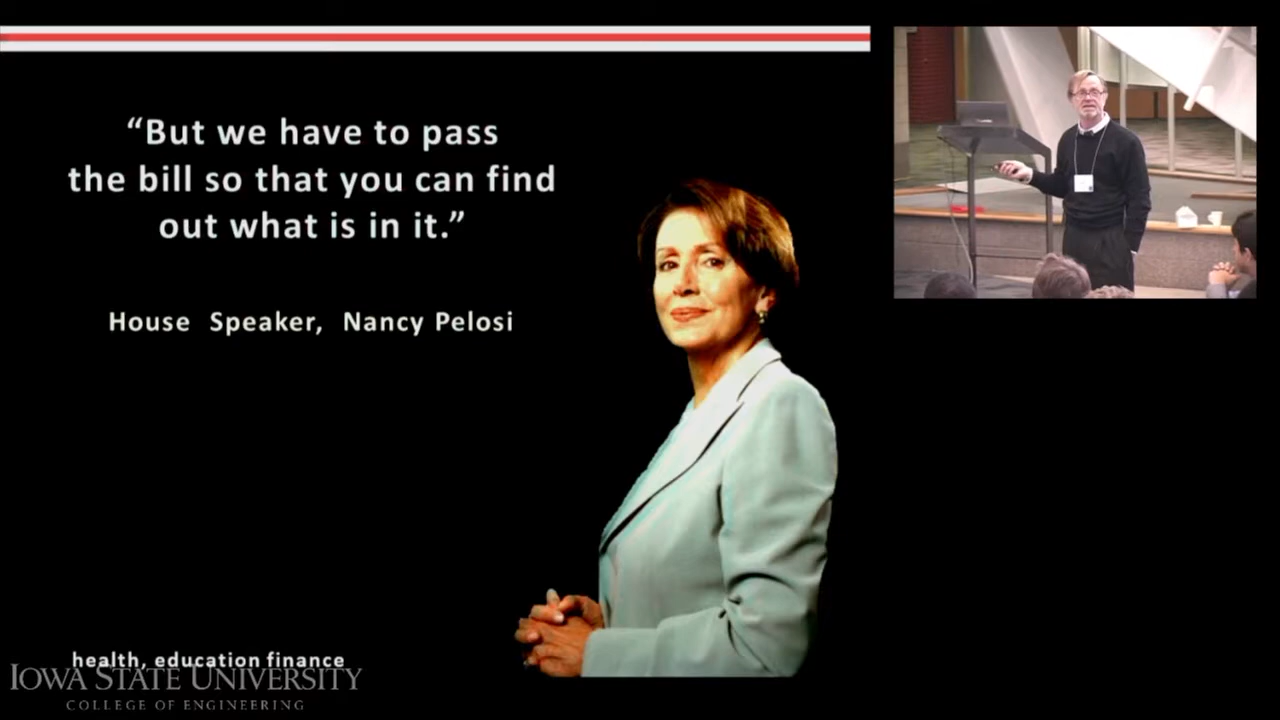 “But we have to pass
the bill so that you can find
out what is in it.”
House Speaker, Nancy Pelosi
health, education finance
IOWA STATE UNIVERSITY
COLLEGE OF ENGINEERING